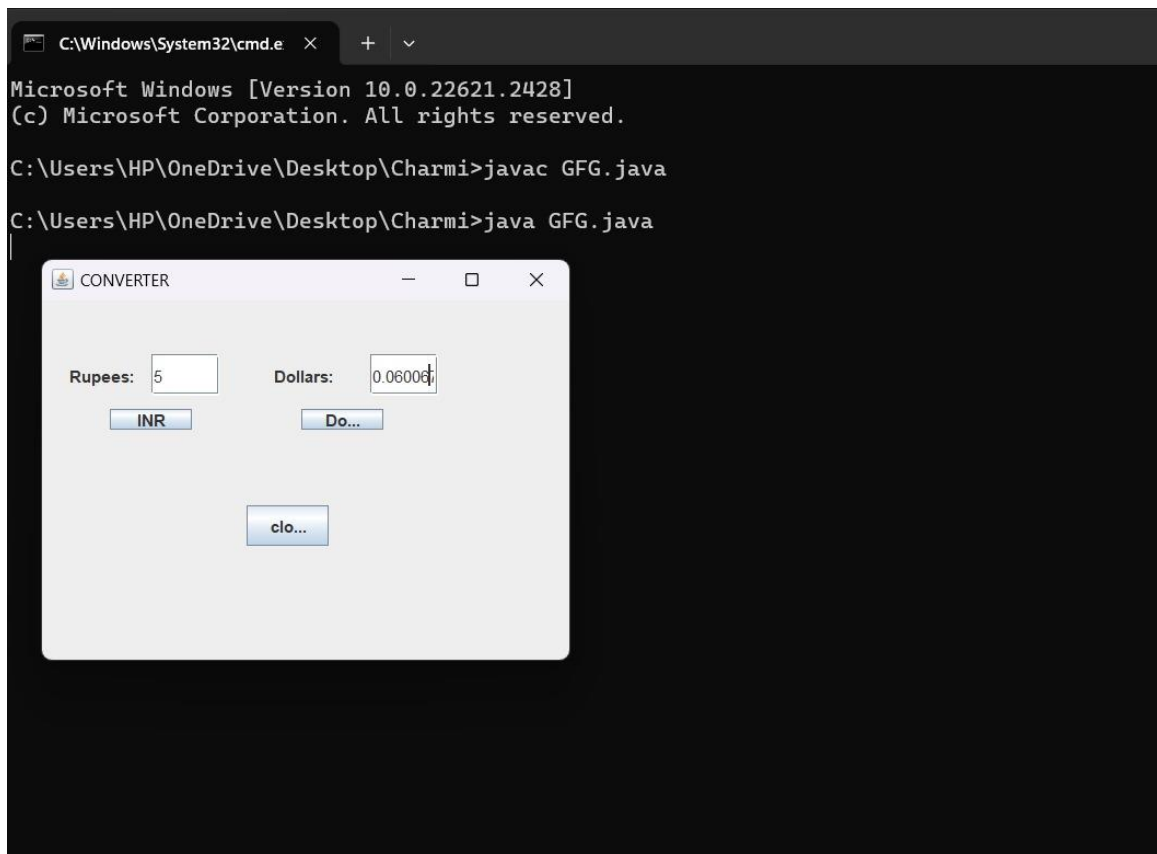 C:\Windows\System32\cmd.e
Microsoft Windows [Version 10.0.22621.2428]
(c) Microsoft Corporation. All rights reserved.
C:\Users\HP\OneDrive\Desktop\Charmi>javac GFG.java
C:\Users\HP\OneDrive\Desktop\Charmi>java GFG.java
CONVERTER
Rupees: 5 Dollars: 0.06006
INR Do...
clo...